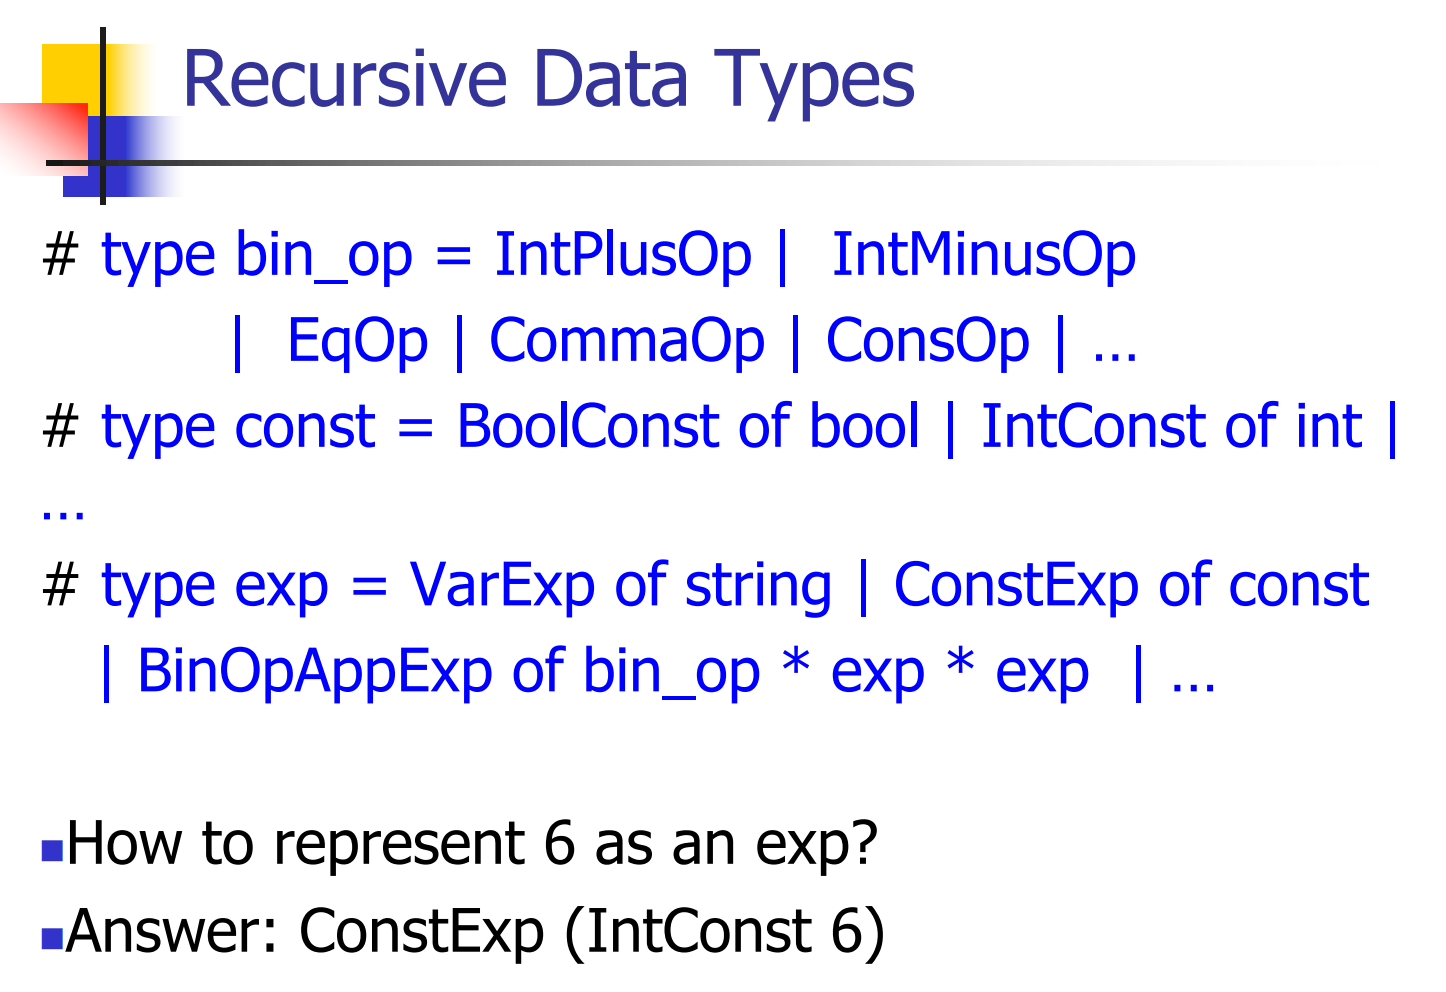 Recursive Data Types
# type bin_op = IntPlusOp | IntMinusOp
| EqOp | CommaOp | ConsOp | …
# type const = BoolConst of bool | IntConst of int |
…
# type exp = VarExp of string | ConstExp of const
| BinOpAppExp of bin_op * exp * exp | …
How to represent 6 as an exp?
Answer: ConstExp (IntConst 6)